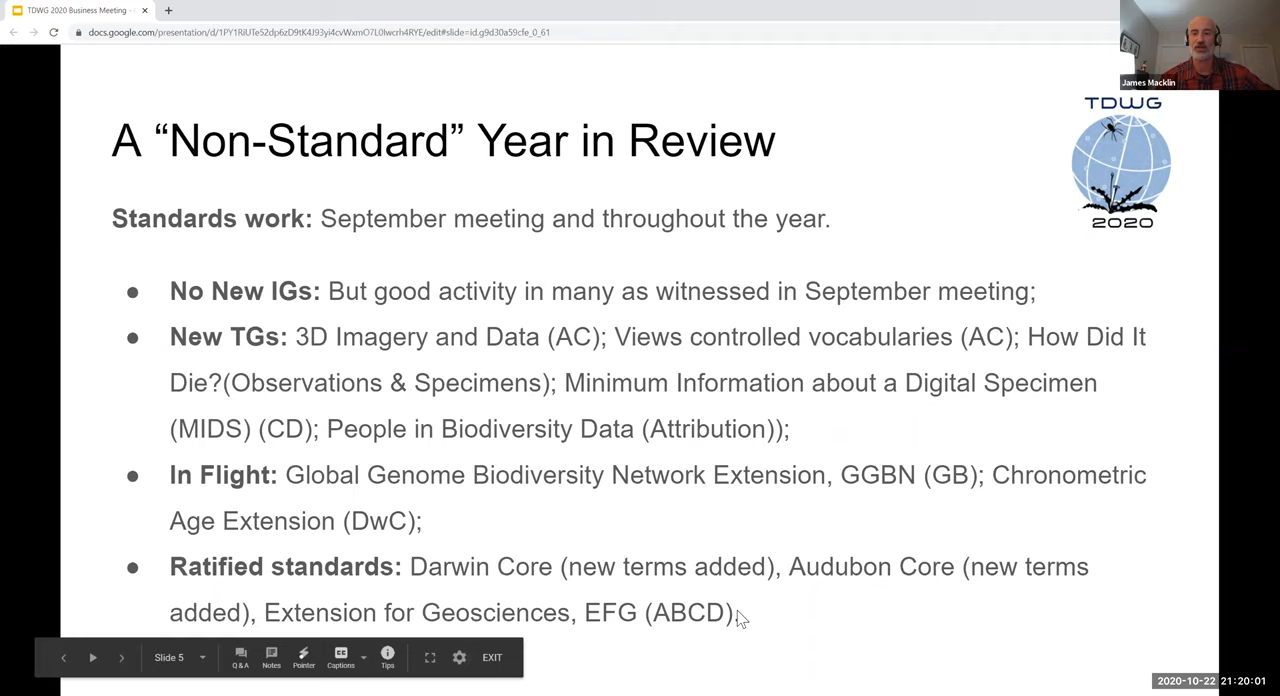 TDWG 2020 Business Meeting -
docs.google.com/presentation/d/1PY1RiUTe52dp6zD9tK4J93yi4cvWxmO7L0lwcrh4RYE/edit#slide=id.g9d30a59cfe_0_61
James Macklin
TDWG
2020
A “Non-Standard” Year in Review
Standards work: September meeting and throughout the year.
● No New IGs: But good activity in many as witnessed in September meeting;
● New TGs: 3D Imagery and Data (AC); Views controlled vocabularies (AC); How Did It
Die?(Observations & Specimens); Minimum Information about a Digital Specimen
(MIDS) (CD); People in Biodiversity Data (Attribution));
● In Flight: Global Genome Biodiversity Network Extension, GGBN (GB); Chronometric
Age Extension (DwC);
● Ratified standards: Darwin Core (new terms added), Audubon Core (new terms
added), Extension for Geosciences, EFG (ABCD)
Slide 5
Q & A
Notes
Pointer
Captions
Tips
EXIT
2020-10-22 21:20:01